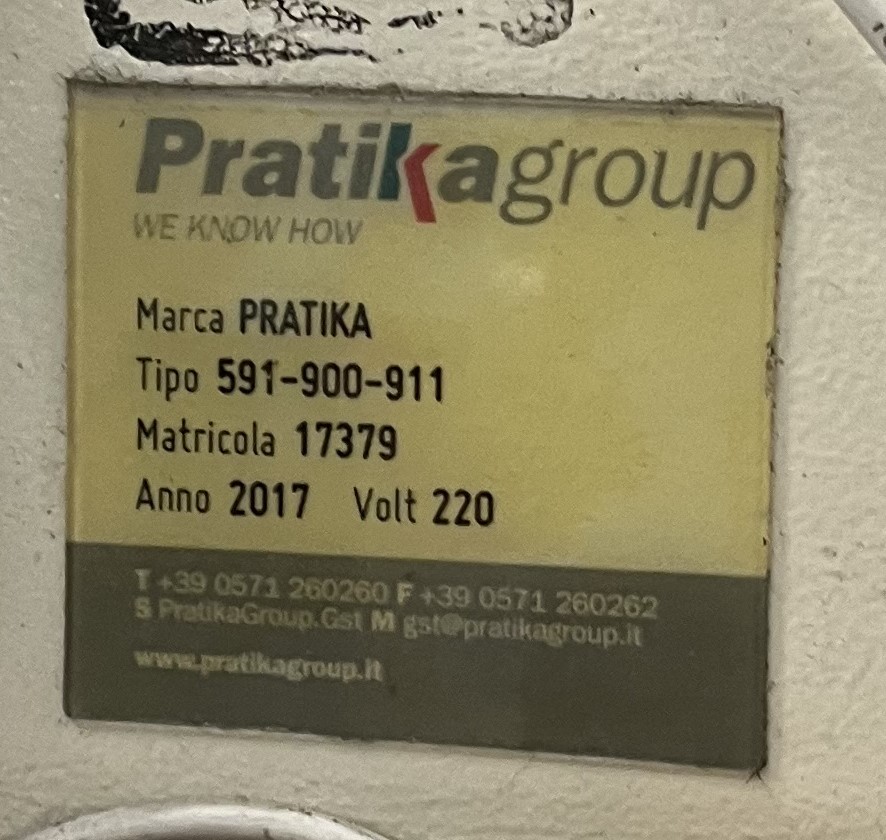 Pratikagroup
WE KNOW HOW
Marca PRATIKA
Tipo 591-900-911
Matricola 17379
Anno 2017 Volt 220
T +39 0571 260260 F +39 0571 260262
S PratikaGroup.Gst M gst@pratikagroup.it
www.pratikagroup.it